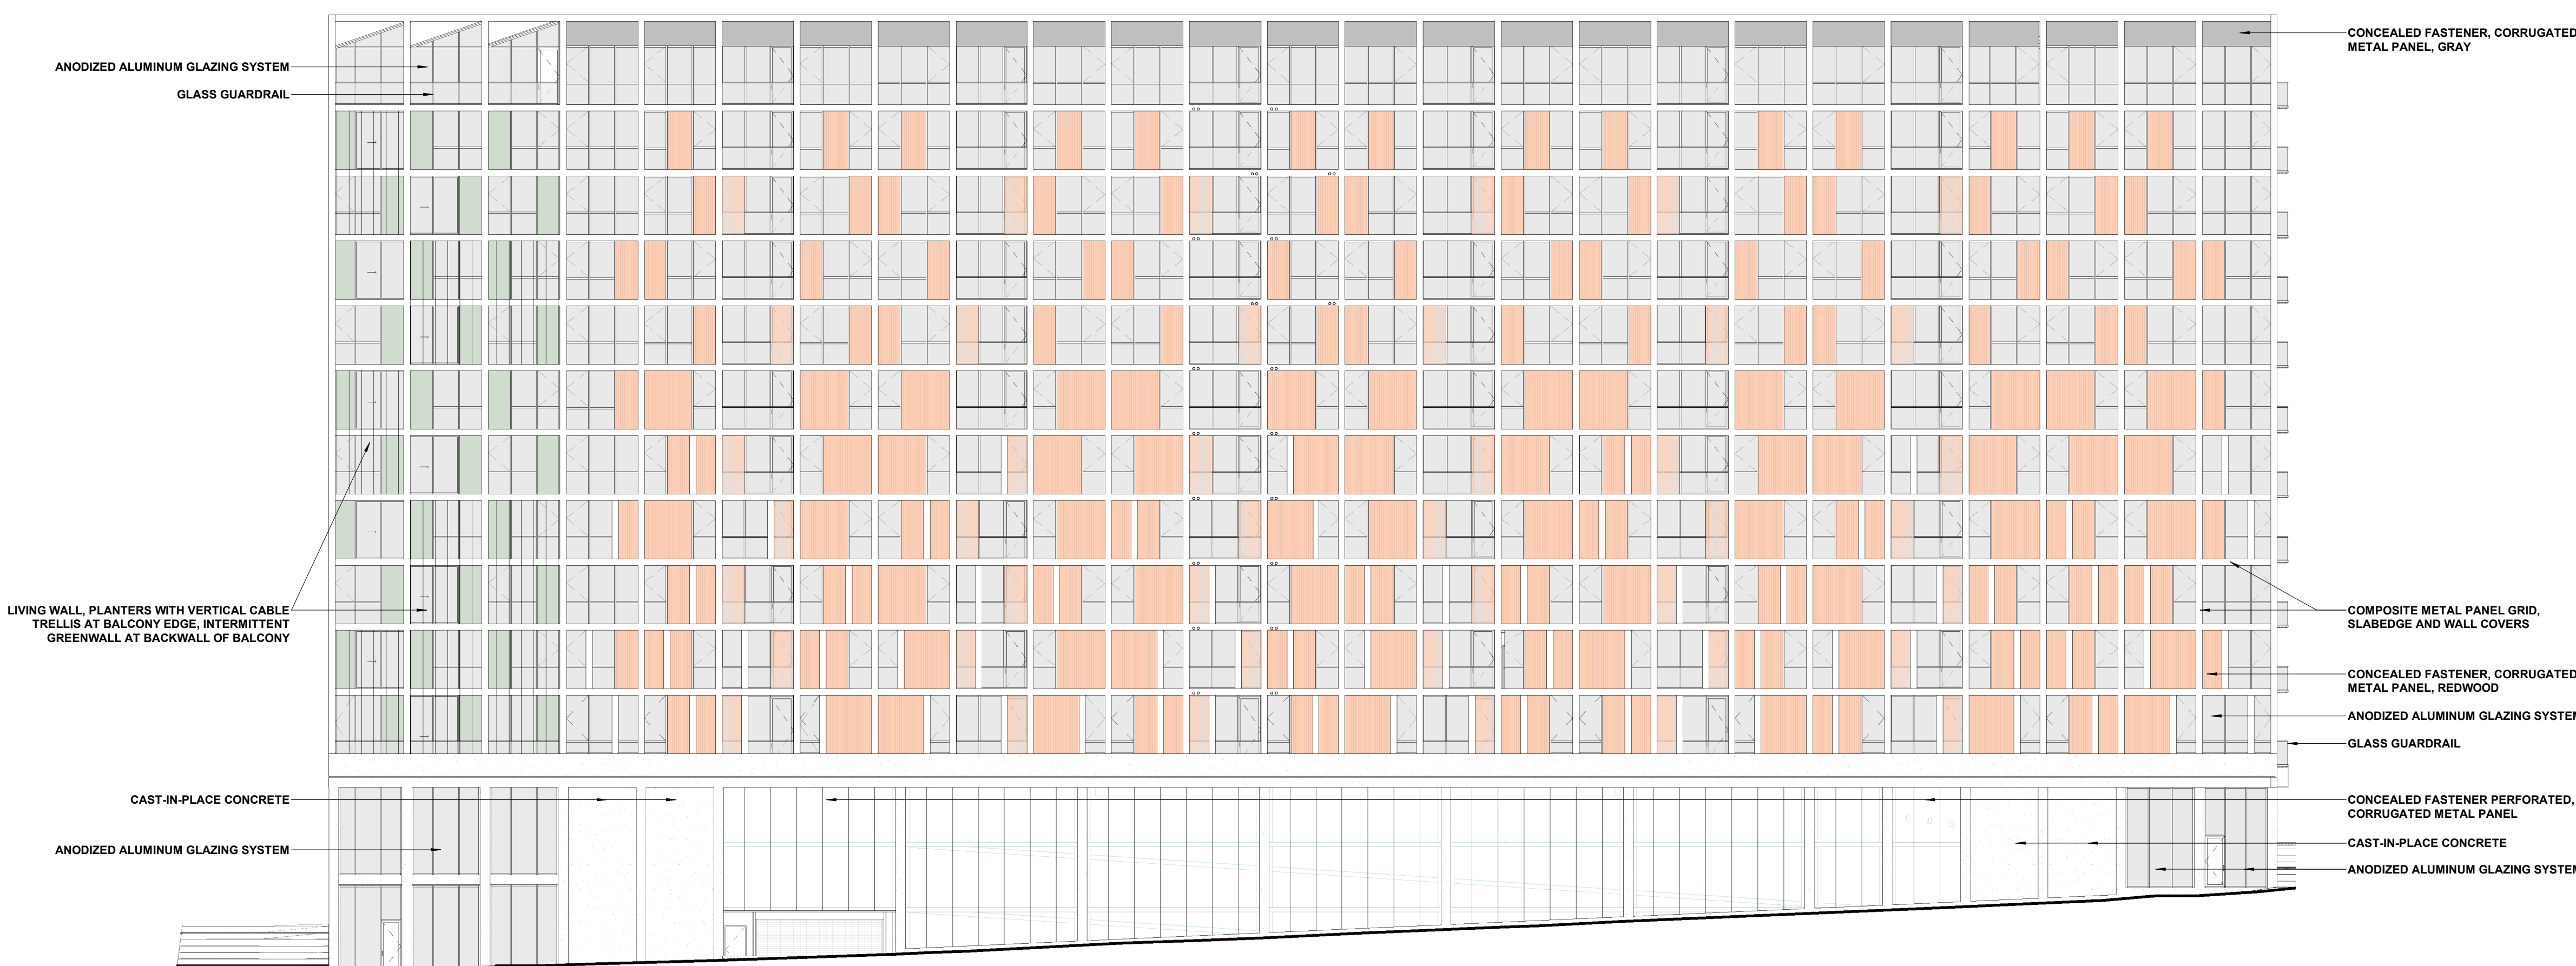 ANODIZED ALUMINUM GLAZING SYSTEM
GLASS GUARDRAIL
LIVING WALL, PLANTERS WITH VERTICAL CABLE
TRELLIS AT BALCONY EDGE, INTERMITTENT
GREENWALL AT BACKWALL OF BALCONY
CAST-IN-PLACE CONCRETE
ANODIZED ALUMINUM GLAZING SYSTEM
CONCEALED FASTENER, CORRUGATED
METAL PANEL, GRAY
COMPOSITE METAL PANEL GRID,
SLABEDGE AND WALL COVERS
CONCEALED FASTENER, CORRUGATED
METAL PANEL, REDWOOD
ANODIZED ALUMINUM GLAZING SYSTEM
GLASS GUARDRAIL
CONCEALED FASTENER PERFORATED,
CORRUGATED METAL PANEL
CAST-IN-PLACE CONCRETE
ANODIZED ALUMINUM GLAZING SYSTEM